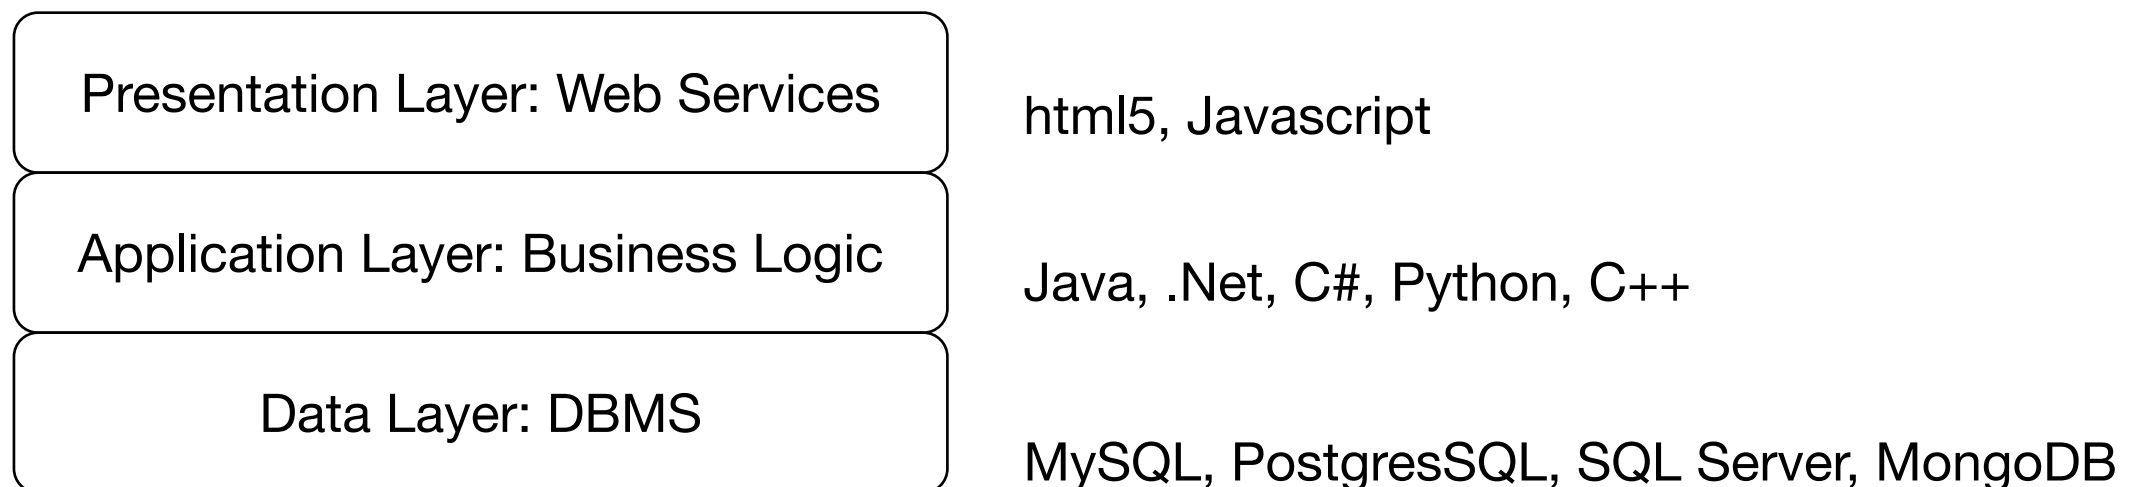 Presentation Layer: Web Services
html5, Javascript
Application Layer: Business Logic
Java, .Net, C#, Python, C++
Data Layer: DBMS
MySQL, PostgresSQL, SQL Server, MongoDB